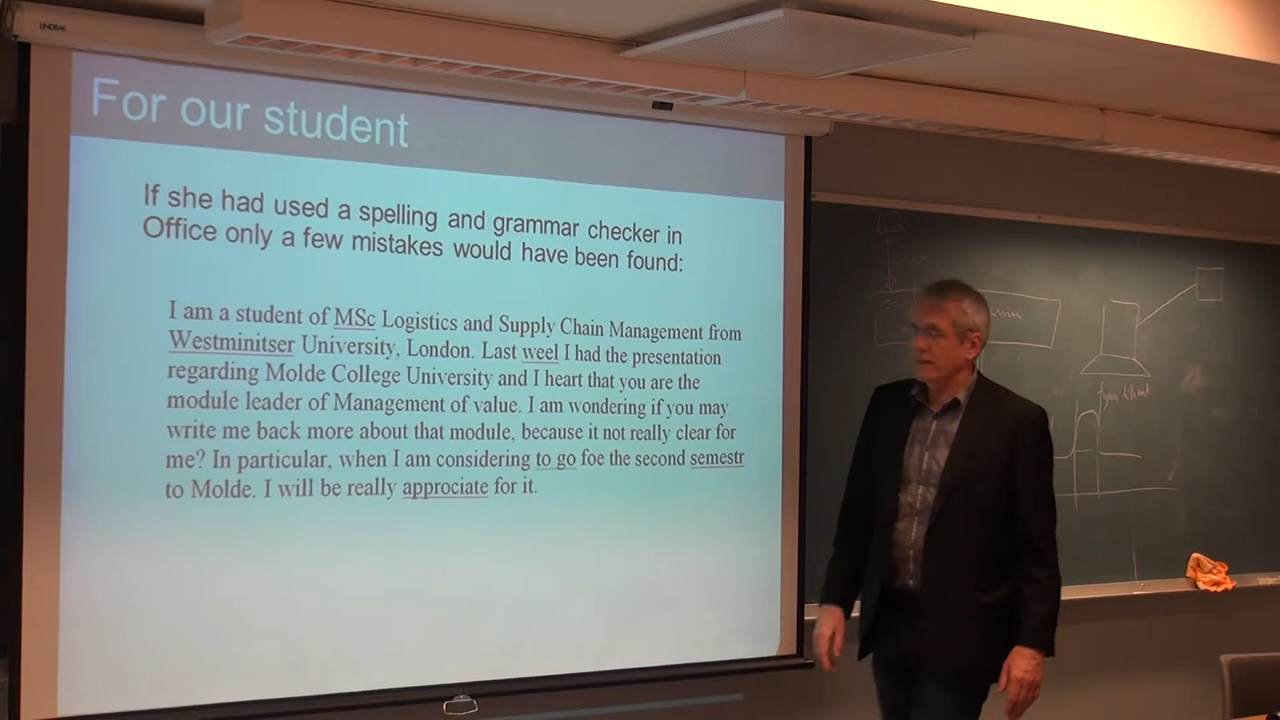 For our student
If she had used a spelling and grammar checker in
Office only a few mistakes would have been found:
I am a student of MSc Logistics and Supply Chain Management from
Westminitser University, London. Last weel I had the presentation
regarding Molde College University and I heart that you are the
module leader of Management of value. I am wondering if you may
write me back more about that module, because it not really clear for
me? In particular, when I am considering to go foe the second semestr
to Molde. I will be really approciate for it.